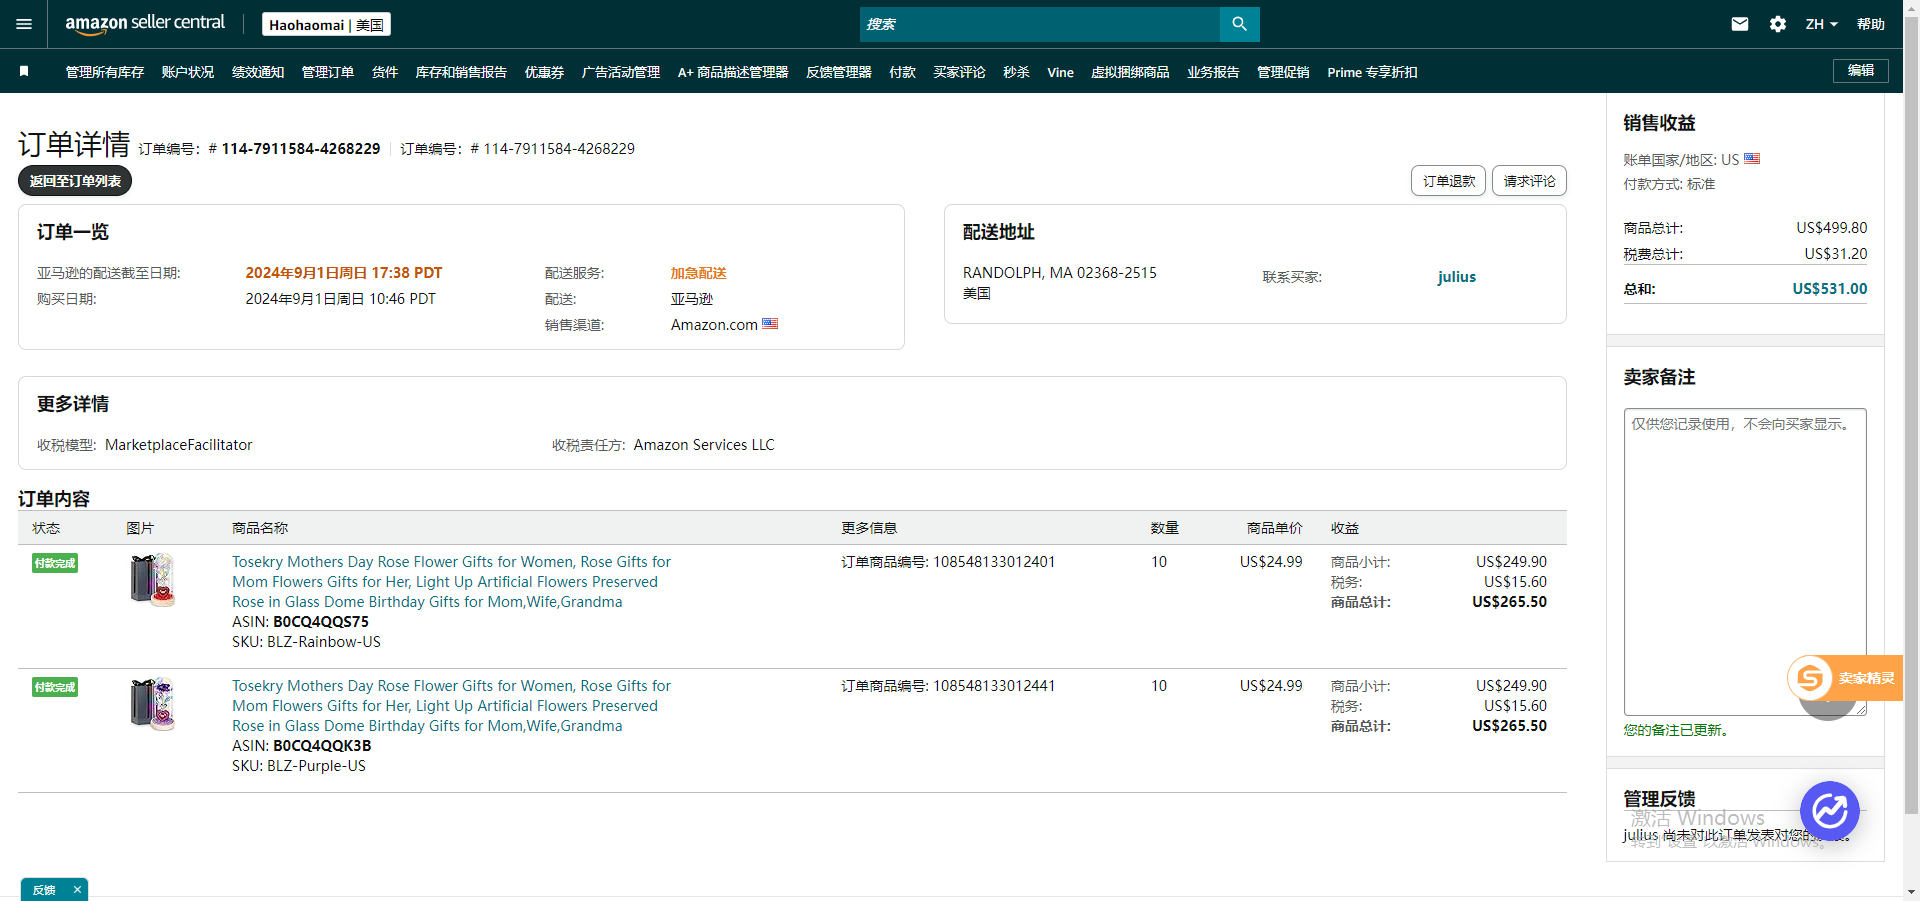 amazon seller central
Haohaomai | 美国
搜索
ZH
帮助
管理所有库存 账户状况 绩效通知 管理订单 货件 库存和销售报告 优惠券 广告活动管理 A+ 商品描述管理器 反馈管理器 付款 买家评论 秒杀 Vine 虚拟捆绑商品 业务报告 管理促销 Prime 专享折扣
编辑
订单详情 订单编号: # 114-7911584-4268229 订单编号: # 114-7911584-4268229
返回至订单列表
订单退款 请求评论
订单一览
亚马逊的配送截至日期: 2024年9月1日周日 17:38 PDT
购买日期: 2024年9月1日周日 10:46 PDT
配送服务: 加急配送
配送: 亚马逊
销售渠道: Amazon.com
配送地址
RANDOLPH, MA 02368-2515
美国
联系买家: julius
更多详情
收税模型: MarketplaceFacilitator
收税责任方: Amazon Services LLC
订单内容
状态 图片 商品名称 更多信息 数量 商品单价 收益
付款完成
Tosekry Mothers Day Rose Flower Gifts for Women, Rose Gifts for
Mom Flowers Gifts for Her, Light Up Artificial Flowers Preserved
Rose in Glass Dome Birthday Gifts for Mom,Wife,Grandma
ASIN: B0CQ4QQS75
SKU: BLZ-Rainbow-US
订单商品编号: 108548133012401
10
US$24.99
商品小计: US$249.90
税务: US$15.60
商品总计: US$265.50
付款完成
Tosekry Mothers Day Rose Flower Gifts for Women, Rose Gifts for
Mom Flowers Gifts for Her, Light Up Artificial Flowers Preserved
Rose in Glass Dome Birthday Gifts for Mom,Wife,Grandma
ASIN: B0CQ4QQK3B
SKU: BLZ-Purple-US
订单商品编号: 108548133012441
10
US$24.99
商品小计: US$249.90
税务: US$15.60
商品总计: US$265.50
销售收益
账单国家/地区: US
付款方式: 标准
商品总计: US$499.80
税费总计: US$31.20
总和: US$531.00
卖家备注
仅供您记录使用，不会向买家显示。
卖家精灵
您的备注已更新。
管理反馈
激活 Windows
julius 尚未对此订单发表对您的
转到"设置"以激活 Windows。
反馈 ×